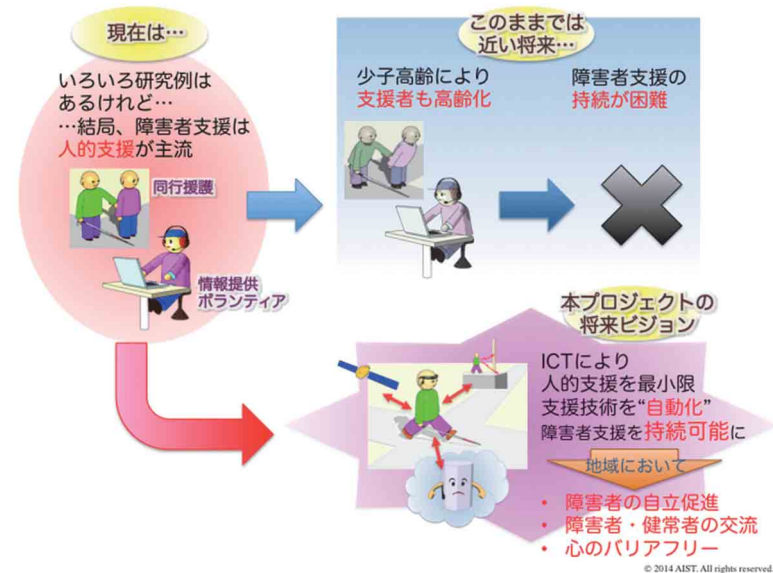 現在は…
いろいろ研究例は
あるけれど…
…結局、障害者支援は
人的支援が主流
同行援護
情報提供
ボランティア
このままでは
近い将来…
少子高齢により
支援者も高齢化
障害者支援の
持続が困難
本プロジェクトの
将来ビジョン
ICTにより
人的支援を最小限
支援技術を“自動化”
障害者支援を持続可能に
地域において
• 障害者の自立促進
• 障害者・健常者の交流
• 心のバリアフリー
© 2014 AIST. All rights reserved.